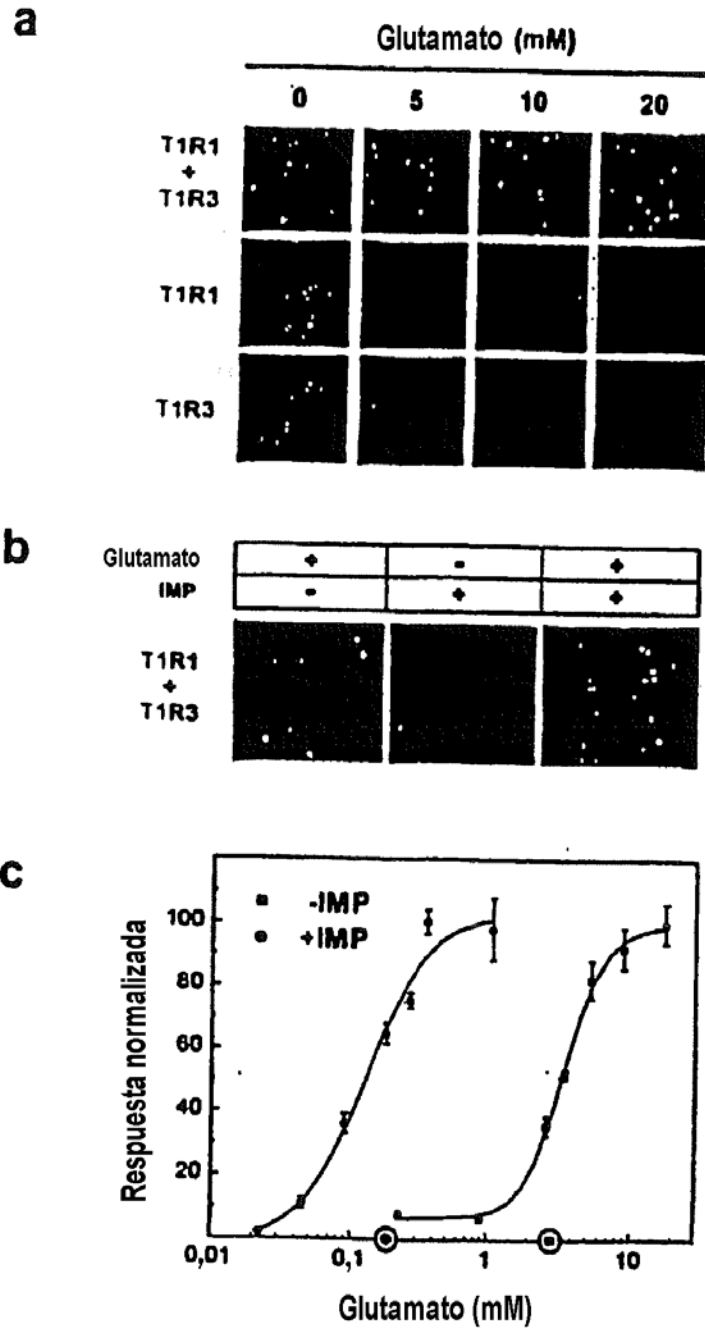 a
Glutamato (mM)
0 5 10 20
T1R1
+
T1R3
T1R1
T1R3
b
Glutamato + - +
IMP - + +
T1R1
+
T1R3
c
Respuesta normalizada
100
80
60
40
20
-IMP
+IMP
0,01 0,1 1 10
Glutamato (mM)